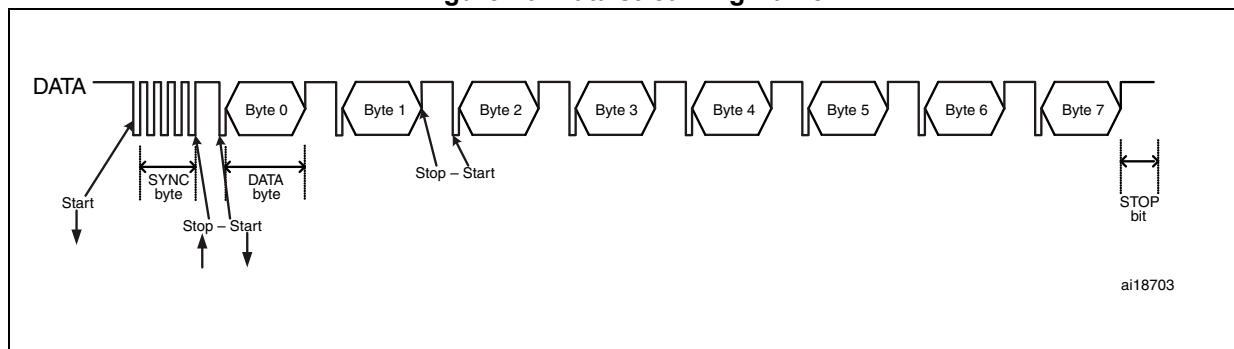 DATA
Byte 0
Byte 1
Byte 2
Byte 3
Byte 4
Byte 5
Byte 6
Byte 7
SYNC
byte
DATA
byte
Stop – Start
Start
Stop – Start
STOP
bit
ai18703